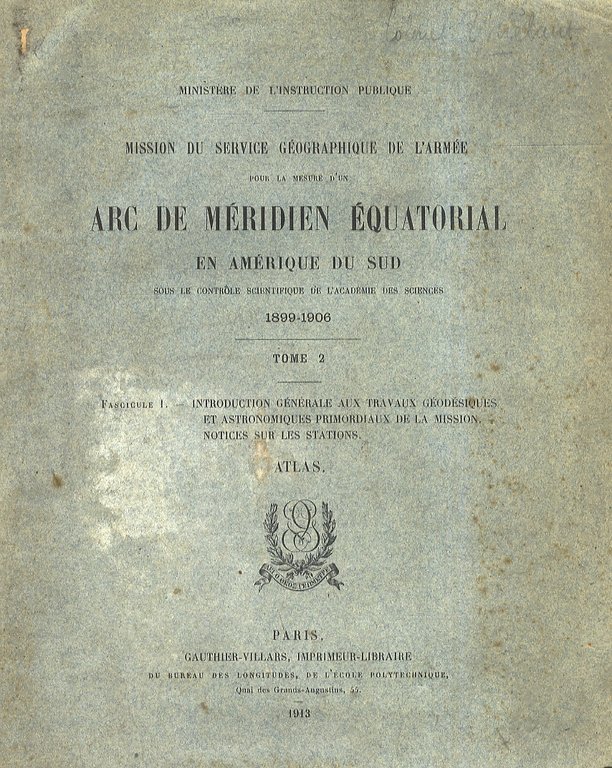 MINISTÈRE DE L'INSTRUCTION PUBLIQUE
MISSION DU SERVICE GÉOGRAPHIQUE DE L'ARMÉE
POUR LA MESURE D'UN
ARC DE MÉRIDIEN ÉQUATORIAL
EN AMÉRIQUE DU SUD
SOUS LE CONTRÔLE SCIENTIFIQUE DE L'ACADÉMIE DES SCIENCES
1899-1906
TOME 2
FASCICULE 1. — INTRODUCTION GÉNÉRALE AUX TRAVAUX GÉODÉSIQUES
ET ASTRONOMIQUES PRIMORDIAUX DE LA MISSION.
NOTICES SUR LES STATIONS.
ATLAS.
PARIS,
GAUTHIER-VILLARS, IMPRIMEUR-LIBRAIRE
DU BUREAU DES LONGITUDES, DE L'ÉCOLE POLYTECHNIQUE,
Quai des Grands-Augustins, 55.
1913